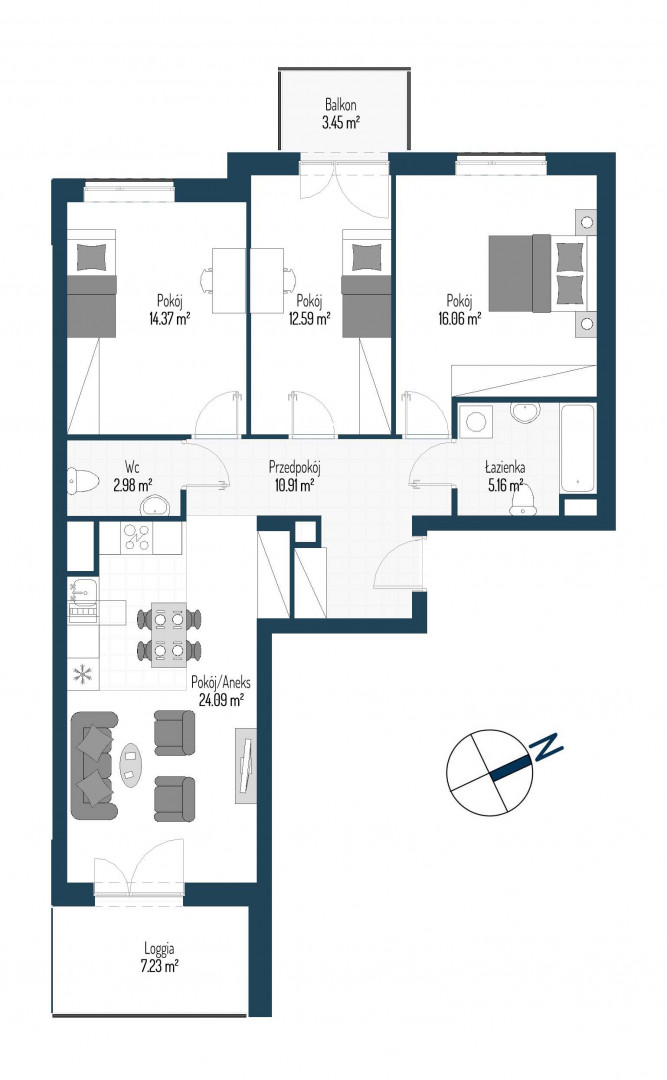 Balkon
3.45 m²
Pokój
14.37 m²
Pokój
12.59 m²
Pokój
16.06 m²
Wc
2.98 m²
Przedpokój
10.91 m²
Łazienka
5.16 m²
Pokój/Aneks
24.09 m²
N
Loggia
7.23 m²